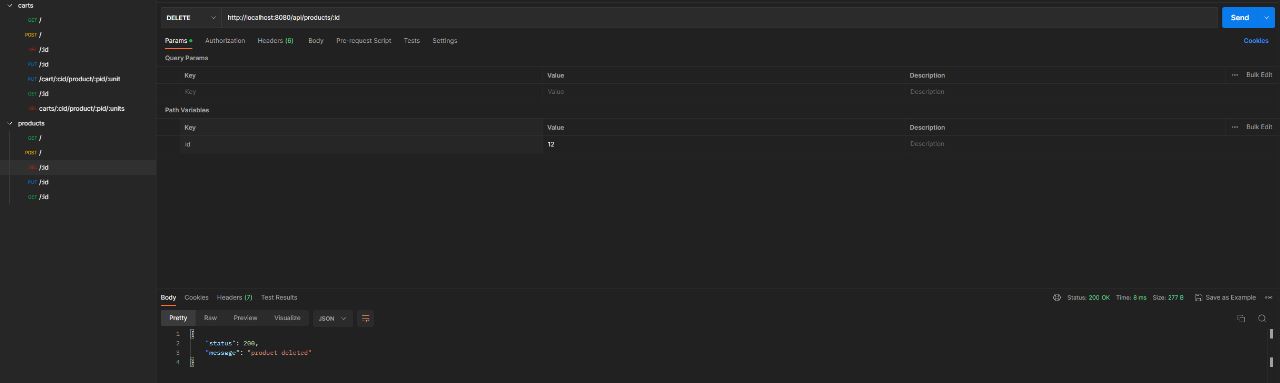 carts
GET /
POST /
DEL /:id
PUT /:id
PUT /cart/:cid/product/:pid/:unit
GET /:id
DEL carts/:cid/product/:pid/:units
products
GET /
POST /
DEL /:id
PUT /:id
GET /:id
DELETE http://localhost:8080/api/products/:id Send
Params Authorization Headers (6) Body Pre-request Script Tests Settings Cookies
Query Params
Key Value Description Bulk Edit
Key Value Description
Path Variables
Key Value Description Bulk Edit
id 12 Description
Body Cookies Headers (7) Test Results Status: 200 OK Time: 8 ms Size: 277 B Save as Example
Pretty Raw Preview Visualize JSON
1 {
2 "status": 200,
3 "message": "product deleted"
4 }